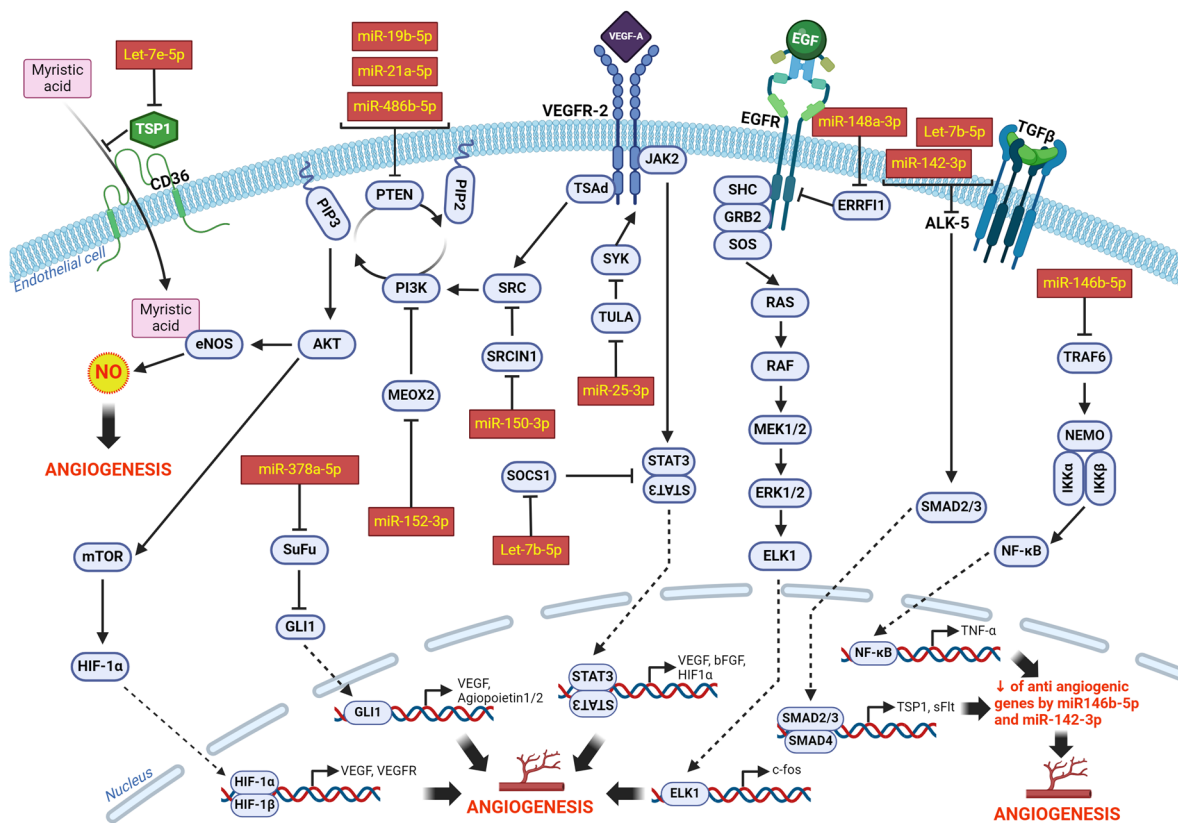 Let-7e-5p
Myristic
acid
TSP1
CD36
Endothelial cell
miR-19b-5p
miR-21a-5p
miR-486b-5p
PIP3
PTEN
PIP2
PI3K
VEGF-A
VEGFR-2
TSAd
JAK2
SYK
TULA
miR-25-3p
SRC
SRCIN1
miR-150-3p
MEOX2
miR-152-3p
EGF
EGFR
miR-148a-3p
ERRFI1
SHC
GRB2
SOS
RAS
RAF
MEK1/2
ERK1/2
ELK1
Let-7b-5p
miR-142-3p
ALK-5
TGFβ
miR-146b-5p
TRAF6
NEMO
IKKα
IKKβ
NF-κB
SMAD2/3
Myristic
acid
eNOS
AKT
NO
ANGIOGENESIS
miR-378a-5p
SuFu
GLI1
mTOR
HIF-1α
SOCS1
Let-7b-5p
STAT3
STAT3
Nucleus
HIF-1α
HIF-1β
VEGF, VEGFR
GLI1
VEGF,
Agiopoietin1/2
STAT3
STAT3
VEGF, bFGF,
HIF1α
ELK1
c-fos
ANGIOGENESIS
SMAD2/3
SMAD4
TSP1, sFlt
NF-κB
TNF-α
↓ of anti angiogenic
genes by miR146b-5p
and miR-142-3p
ANGIOGENESIS